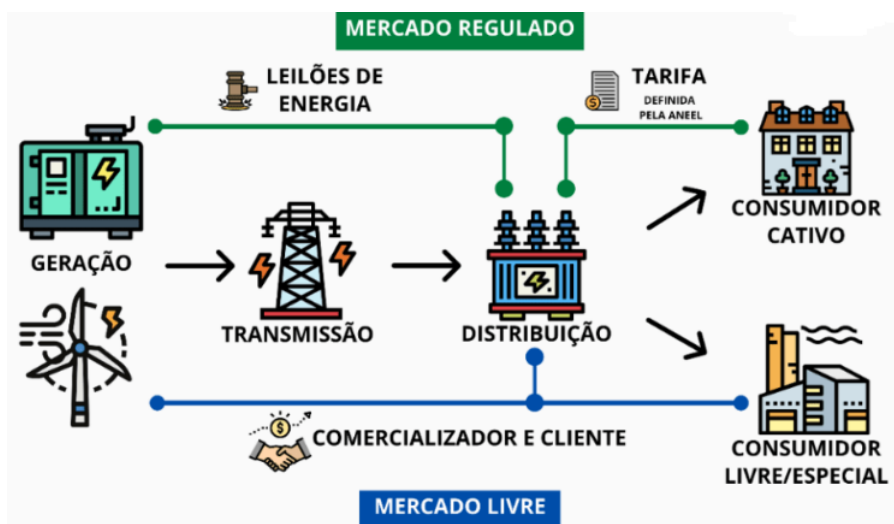 MERCADO REGULADO
LEILÕES DE
ENERGIA
TARIFA
DEFINIDA
PELA ANEEL
GERAÇÃO
TRANSMISSÃO
DISTRIBUIÇÃO
CONSUMIDOR
CATIVO
COMERCIALIZADOR E CLIENTE
CONSUMIDOR
LIVRE/ESPECIAL
MERCADO LIVRE